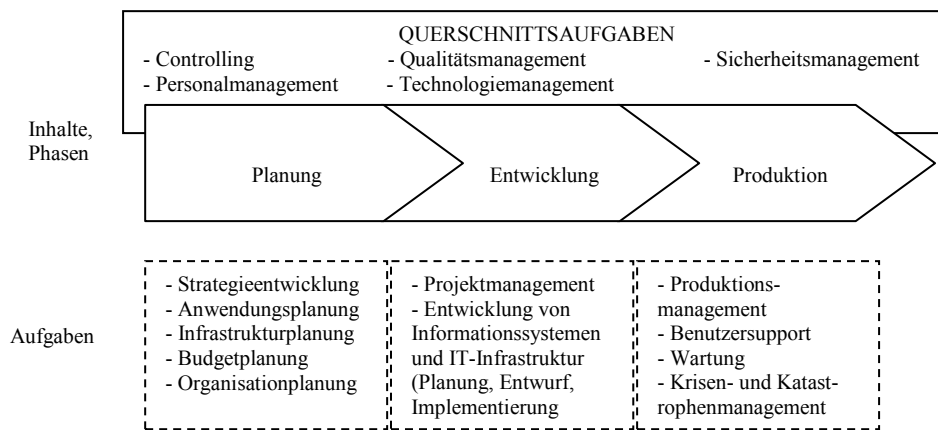 QUERSCHNITTSAUFGABEN
- Controlling - Qualitätsmanagement - Sicherheitsmanagement
- Personalmanagement - Technologiemanagement
Inhalte,
Phasen
Planung Entwicklung Produktion
Aufgaben
- Strategieentwicklung
- Anwendungsplanung
- Infrastrukturplanung
- Budgetplanung
- Organisationplanung
- Projektmanagement
- Entwicklung von
Informationssystemen
und IT-Infrastruktur
(Planung, Entwurf,
Implementierung
- Produktions-
management
- Benutzersupport
- Wartung
- Krisen- und Katast-
rophenmanagement